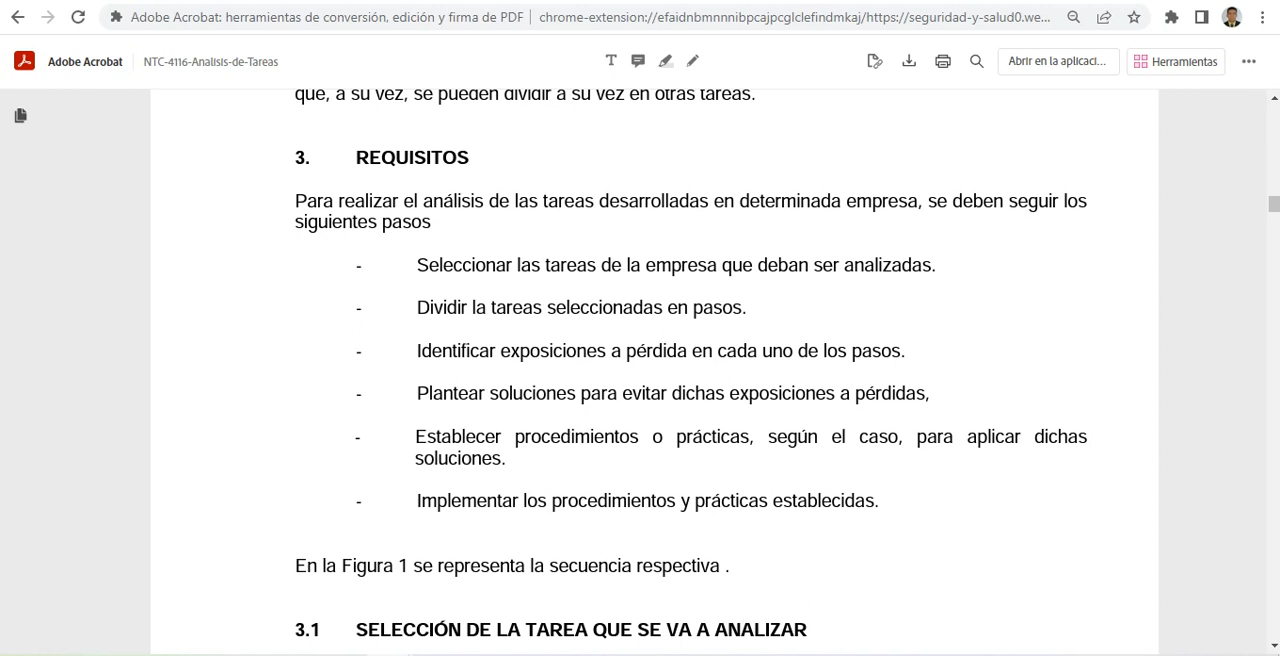 Adobe Acrobat: herramientas de conversión, edición y firma de PDF | chrome-extension://efaidnbmnnnibpcajpcglclefindmkaj/https://seguridad-y-salud0.we...
Adobe Acrobat NTC-4116-Analisis-de-Tareas T Abrir en la aplicaci... Herramientas
que, a su vez, se pueden dividir a su vez en otras tareas.
3. REQUISITOS
Para realizar el análisis de las tareas desarrolladas en determinada empresa, se deben seguir los
siguientes pasos
- Seleccionar las tareas de la empresa que deban ser analizadas.
- Dividir la tareas seleccionadas en pasos.
- Identificar exposiciones a pérdida en cada uno de los pasos.
- Plantear soluciones para evitar dichas exposiciones a pérdidas,
- Establecer procedimientos o prácticas, según el caso, para aplicar dichas
soluciones.
- Implementar los procedimientos y prácticas establecidas.
En la Figura 1 se representa la secuencia respectiva .
3.1 SELECCIÓN DE LA TAREA QUE SE VA A ANALIZAR